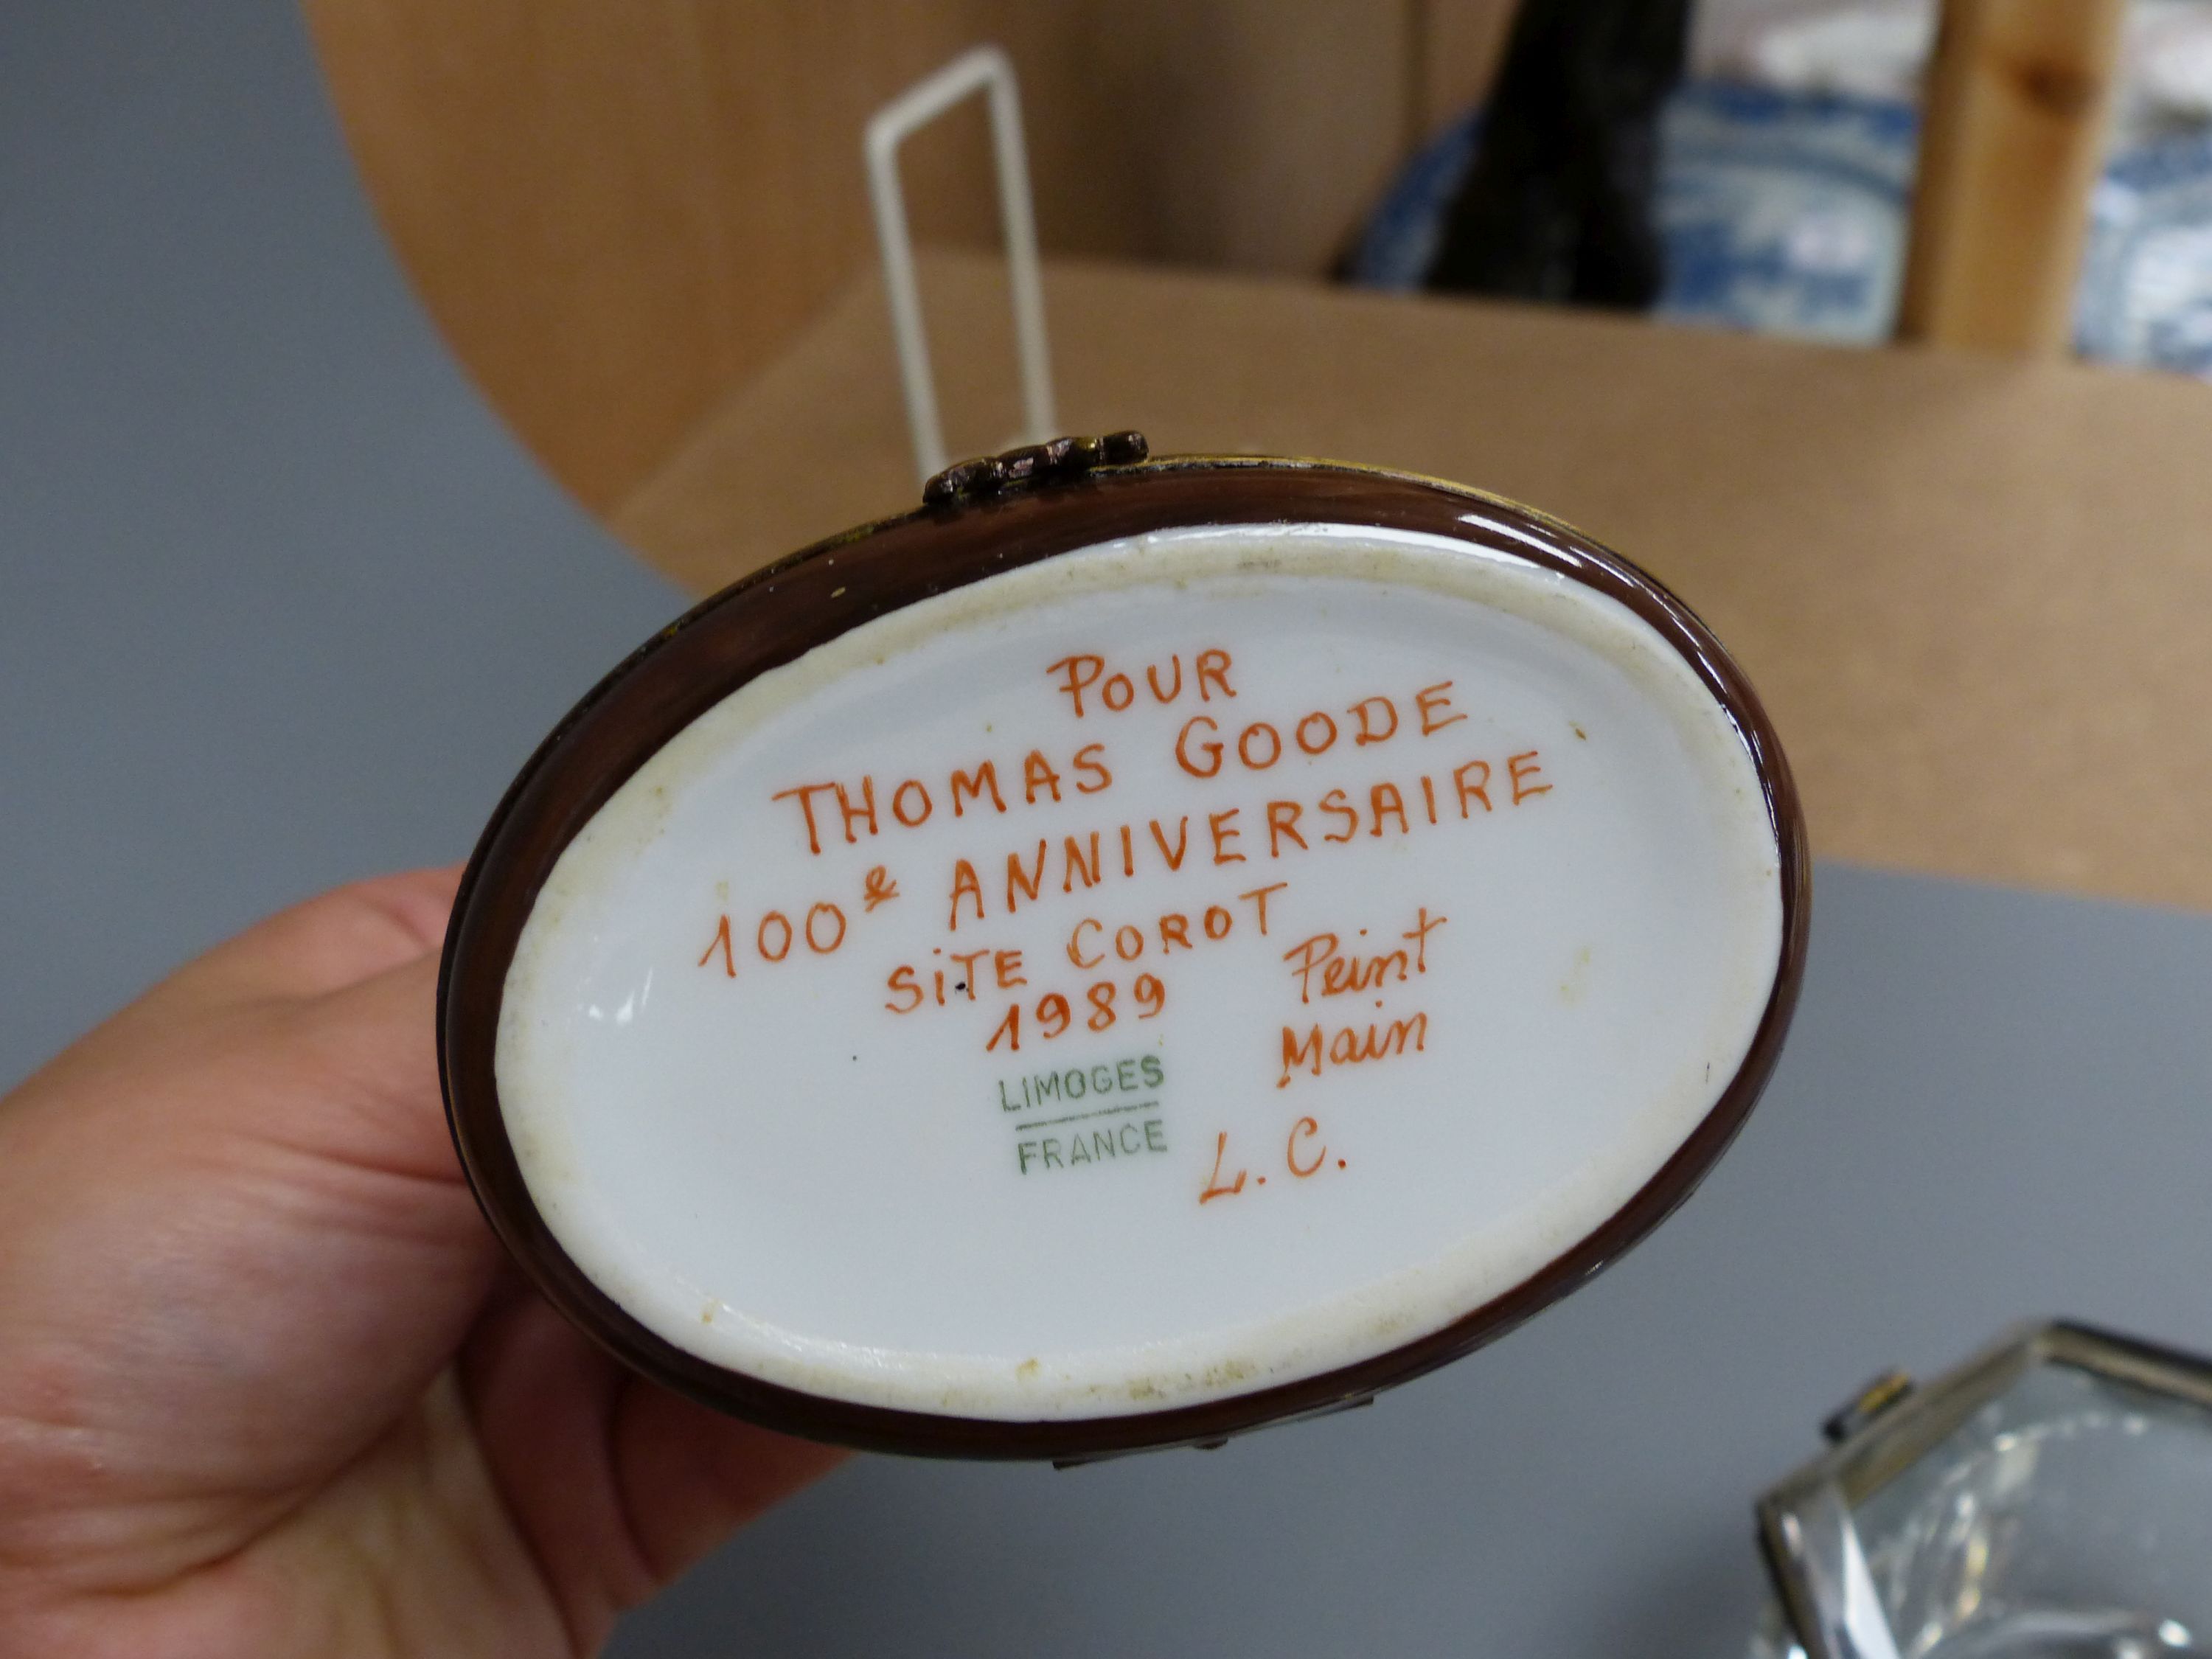 POUR
THOMAS GOODE
100e ANNIVERSAIRE
SiTE COROT
1989
Peint
Main
LIMOGES
FRANCE
L.C.